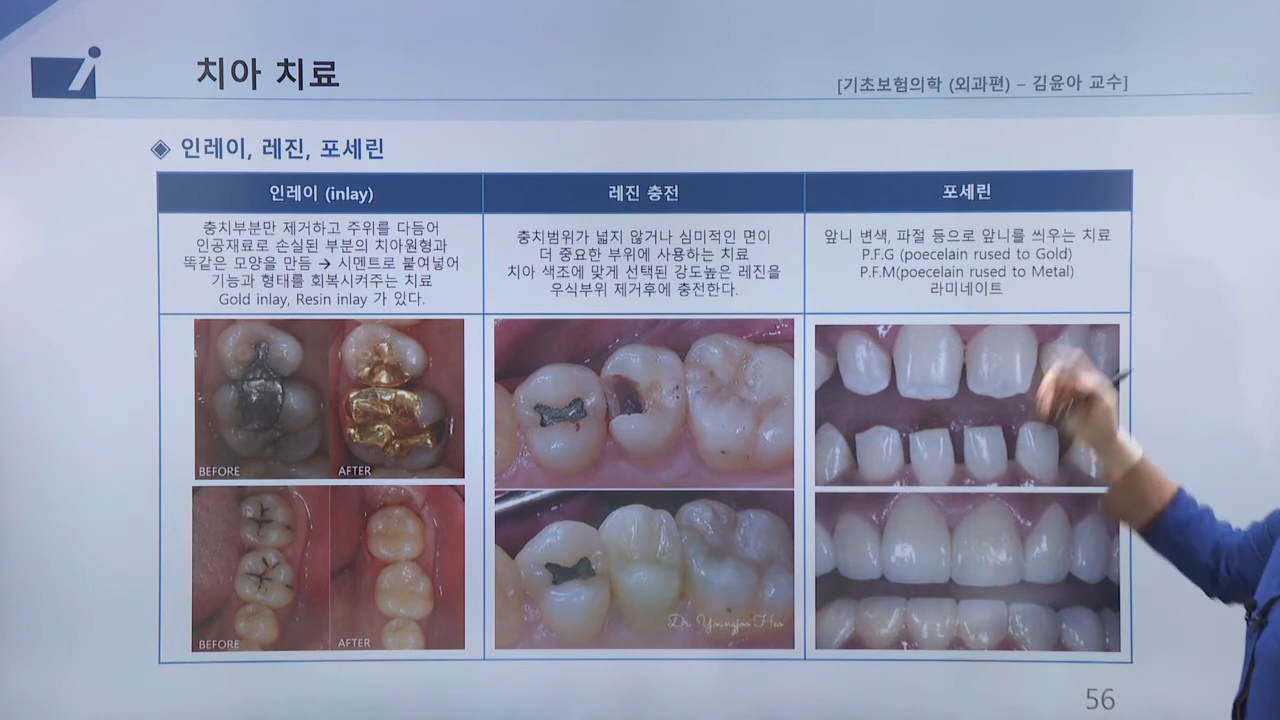 치아 치료
[기초보험의학 (외과편) – 김윤아 교수]
◈ 인레이, 레진, 포세린
인레이 (inlay)
레진 충전
포세린
충치부분만 제거하고 주위를 다듬어
인공재료로 손실된 부분의 치아원형과
똑같은 모양을 만듬 → 시멘트로 붙여넣어
기능과 형태를 회복시켜주는 치료
Gold inlay, Resin inlay 가 있다.
충치범위가 넓지 않거나 심미적인 면이
더 중요한 부위에 사용하는 치료
치아 색조에 맞게 선택된 강도높은 레진을
우식부위 제거후에 충전한다.
앞니 변색, 파절 등으로 앞니를 씌우는 치료
P.F.G (poecelain rused to Gold)
P.F.M(poecelain rused to Metal)
라미네이트
BEFORE
AFTER
BEFORE
AFTER
Dr. Youngjoo Huo
56